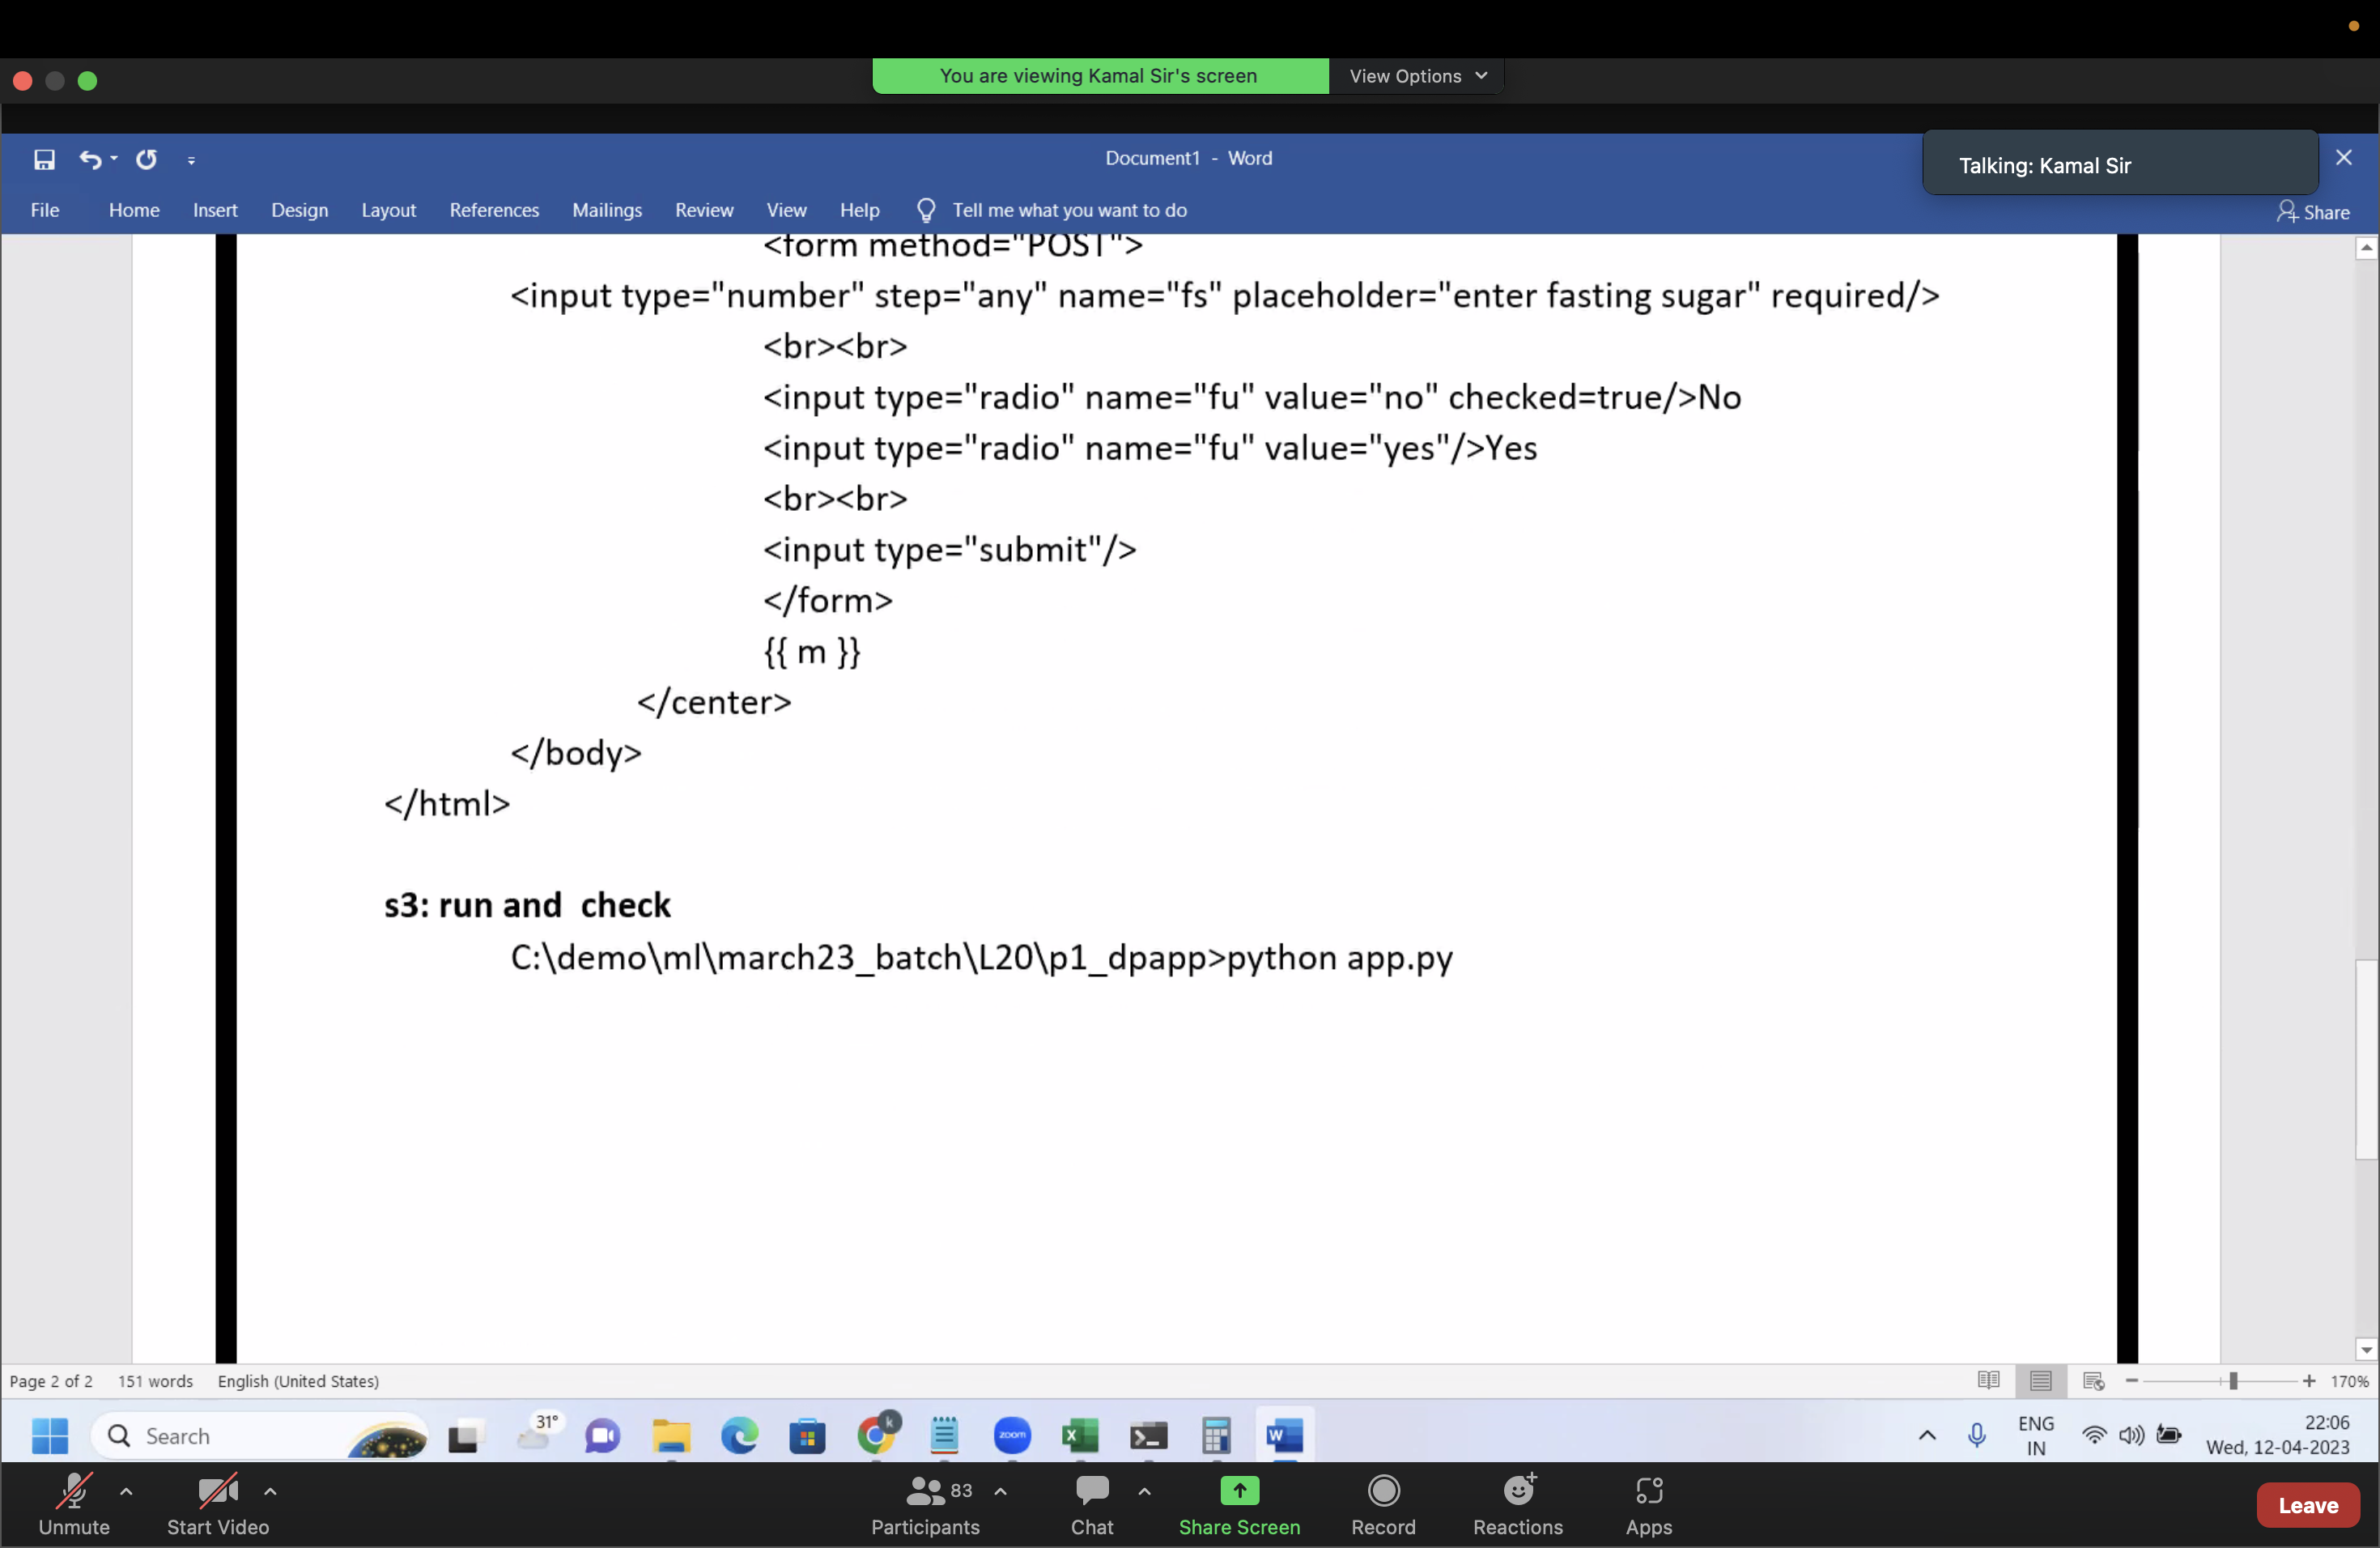 You are viewing Kamal Sir's screen View Options
Document1 - Word
Talking: Kamal Sir
File Home Insert Design Layout References Mailings Review View Help Tell me what you want to do Share
<form method="POST">
<input type="number" step="any" name="fs" placeholder="enter fasting sugar" required/>
<br><br>
<input type="radio" name="fu" value="no" checked=true/>No
<input type="radio" name="fu" value="yes"/>Yes
<br><br>
<input type="submit"/>
</form>
{{ m }}
</center>
</body>
</html>
s3: run and check
C:\demo\ml\march23_batch\L20\p1_dpapp>python app.py
Page 2 of 2 151 words English (United States) 170%
Search 31° k zoom X W ENG 22:06
IN Wed, 12-04-2023
83
Unmute Start Video Participants Chat Share Screen Record Reactions Apps Leave